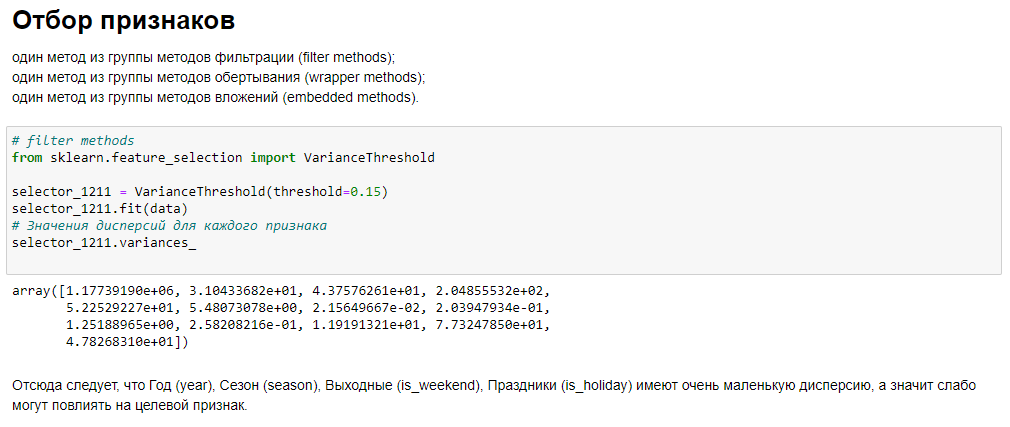 Отбор признаков
один метод из группы методов фильтрации (filter methods);
один метод из группы методов обертывания (wrapper methods);
один метод из группы методов вложений (embedded methods).
# filter methods
from sklearn.feature_selection import VarianceThreshold
selector_1211 = VarianceThreshold(threshold=0.15)
selector_1211.fit(data)
# Значения дисперсий для каждого признака
selector_1211.variances_
array([1.17739190e+06, 3.10433682e+01, 4.37576261e+01, 2.04855532e+02,
5.22529227e+01, 5.48073078e+00, 2.15649667e-02, 2.03947934e-01,
1.25188965e+00, 2.58208216e-01, 1.19191321e+01, 7.73247850e+01,
4.78268310e+01])
Отсюда следует, что Год (year), Сезон (season), Выходные (is_weekend), Праздники (is_holiday) имеют очень маленькую дисперсию, а значит слабо
могут повлиять на целевой признак.